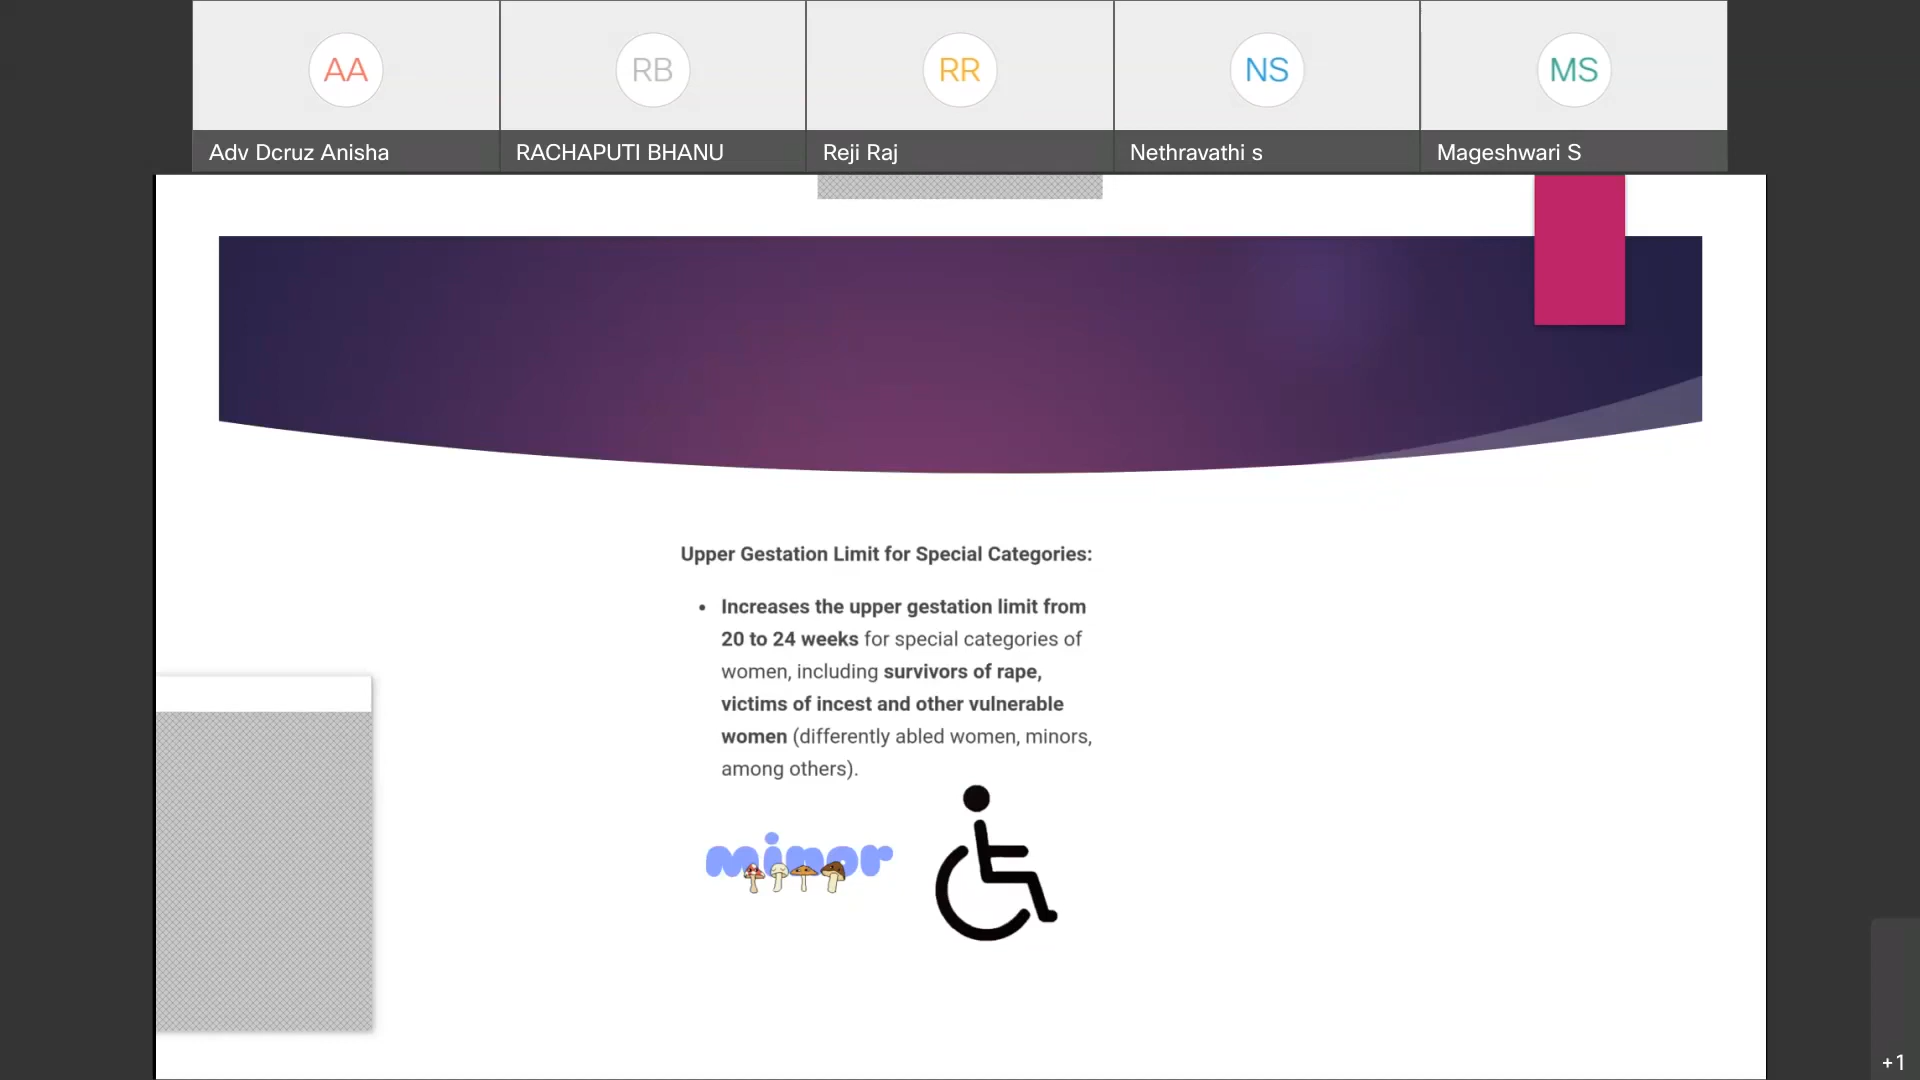 AA
RB
RR
NS
MS
Adv Dcruz Anisha
RACHAPUTI BHANU
Reji Raj
Nethravathi s
Mageshwari S
Upper Gestation Limit for Special Categories:
• Increases the upper gestation limit from
20 to 24 weeks for special categories of
women, including survivors of rape,
victims of incest and other vulnerable
women (differently abled women, minors,
among others).
minor
+1